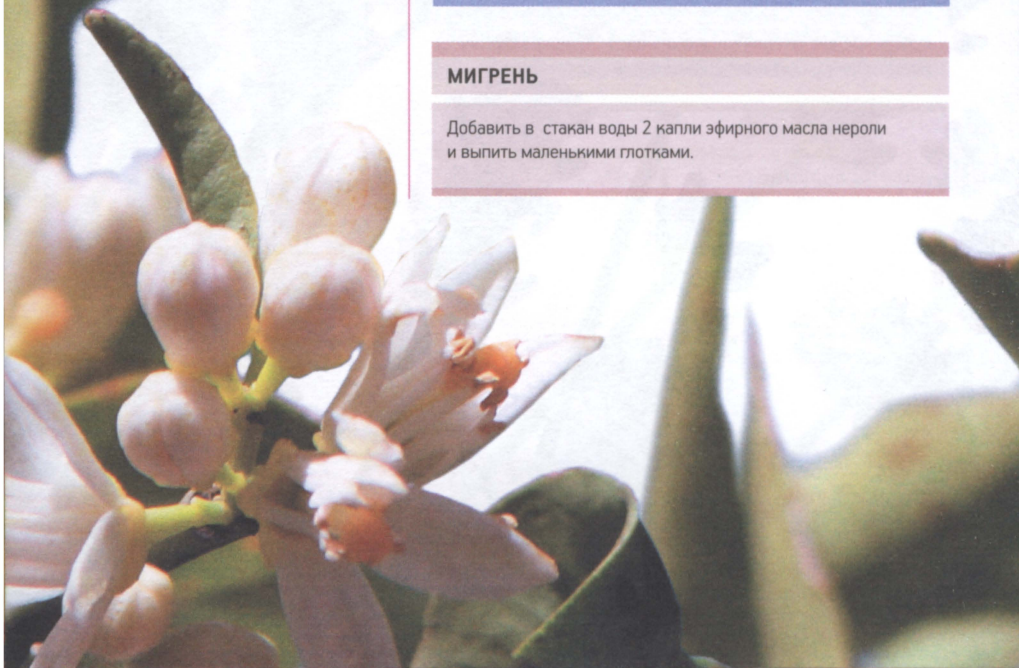 МИГРЕНЬ
Добавить в стакан воды 2 капли эфирного масла нероли
и выпить маленькими глотками.